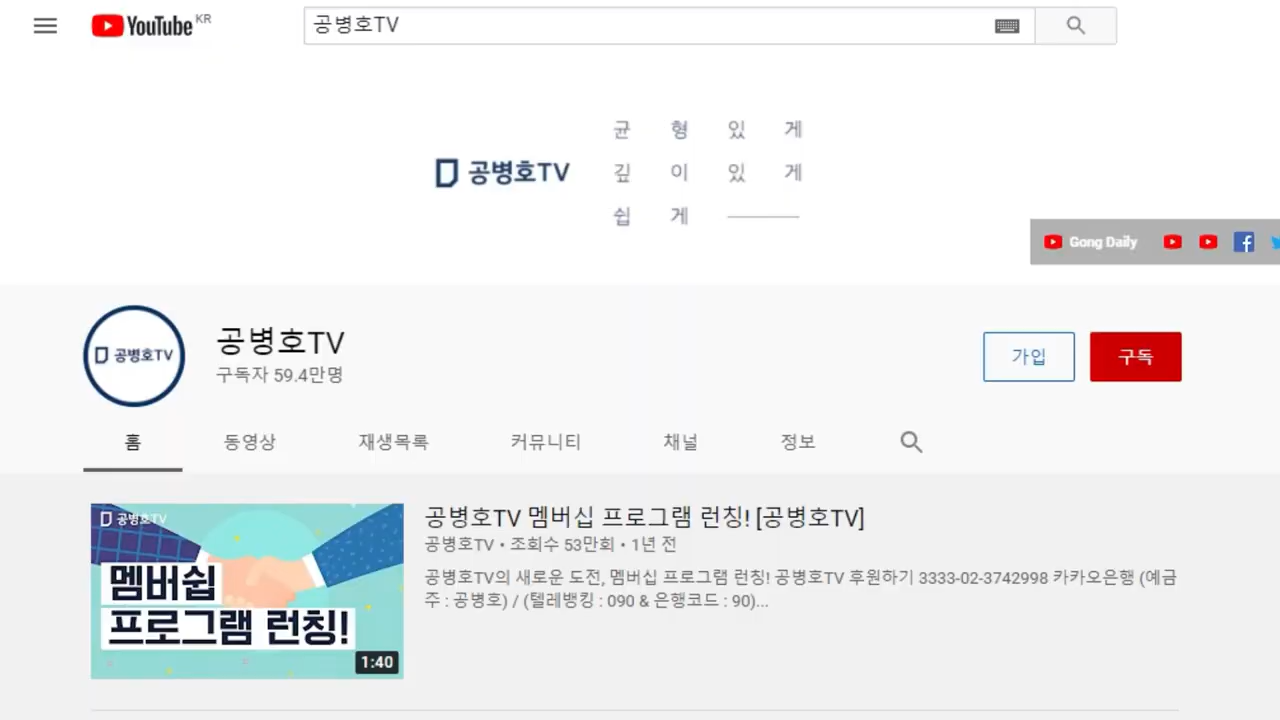 YouTube KR
공병호TV
균 형 있 게
공병호TV
깊 이 있 게
쉽 게
Gong Daily
공병호TV
공병호TV
구독자 59.4만명
가입
구독
홈
동영상
재생목록
커뮤니티
채널
정보
공병호TV
멤버쉽
프로그램 런칭!
1:40
공병호TV 멤버십 프로그램 런칭! [공병호TV]
공병호TV • 조회수 53만회 • 1년 전
공병호TV의 새로운 도전, 멤버십 프로그램 런칭! 공병호TV 후원하기 3333-02-3742998 카카오은행 (예금
주 : 공병호) / (텔레뱅킹 : 090 & 은행코드 : 90)...